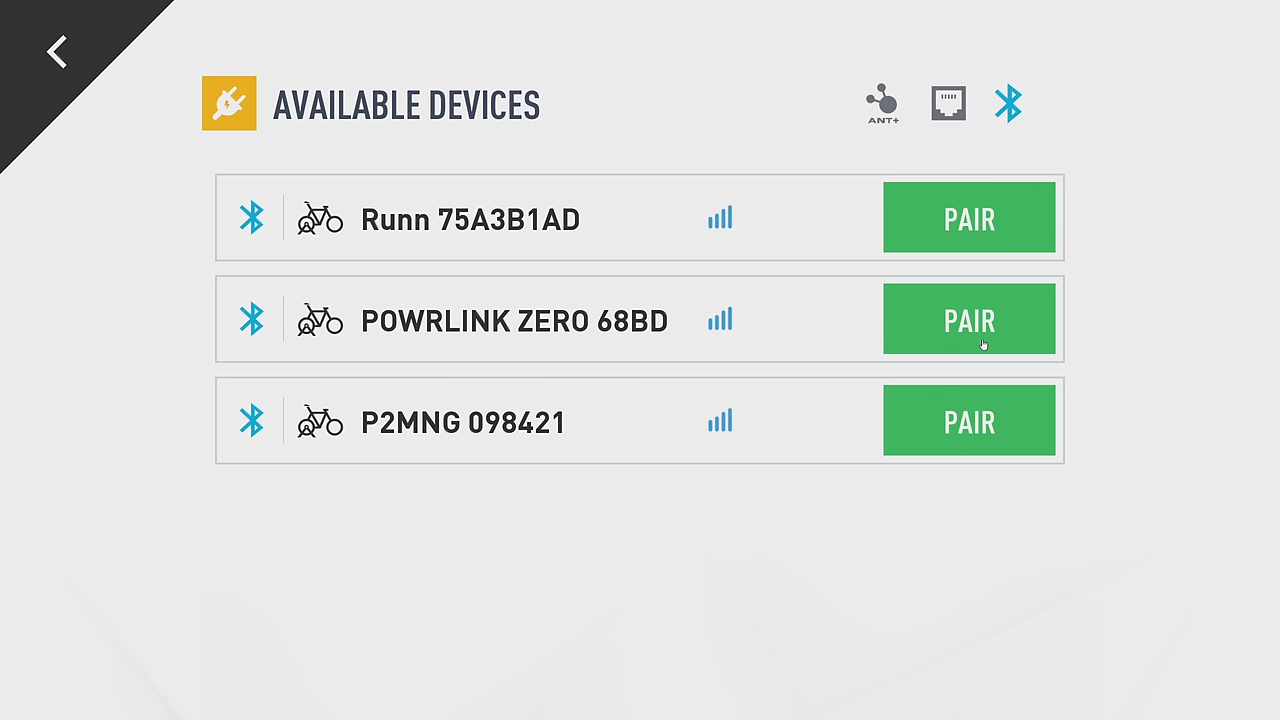 AVAILABLE DEVICES
ANT+
Runn 75A3B1AD
PAIR
POWRLINK ZERO 68BD
PAIR
P2MNG 098421
PAIR